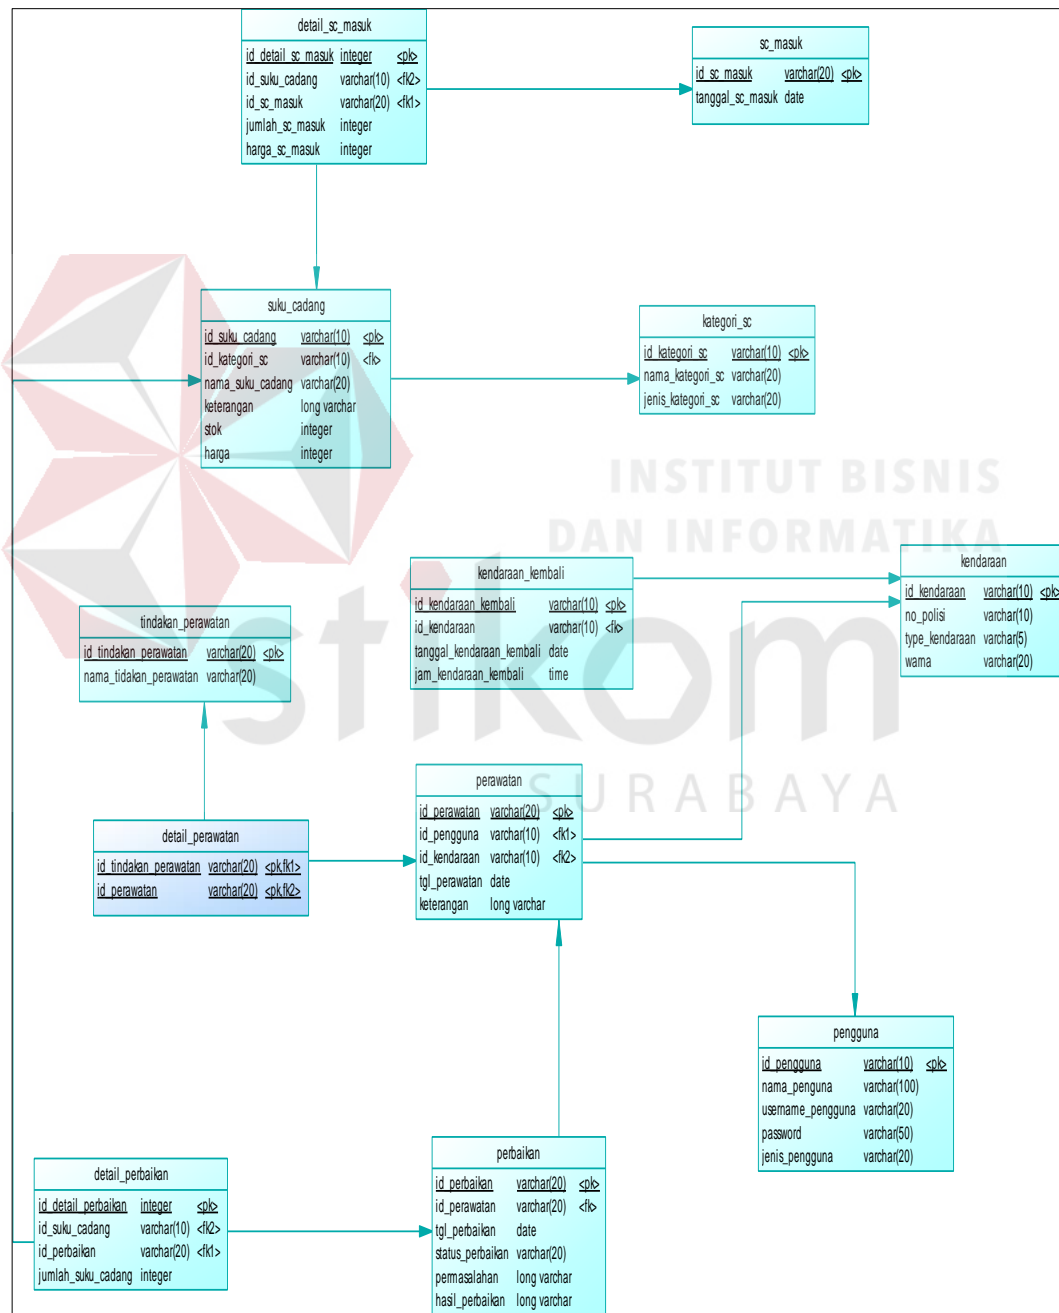 detail_sc_masuk
id_detail_sc_masuk integer <pk>
id_suku_cadang varchar(10) <fk2>
id_sc_masuk varchar(20) <fk1>
jumlah_sc_masuk integer
harga_sc_masuk integer
sc_masuk
id_sc_masuk varchar(20) <pk>
tanggal_sc_masuk date
suku_cadang
id_suku_cadang varchar(10) <pk>
id_kategori_sc varchar(10) <fk>
nama_suku_cadang varchar(20)
keterangan long varchar
stok integer
harga integer
kategori_sc
id_kategori_sc varchar(10) <pk>
nama_kategori_sc varchar(20)
jenis_kategori_sc varchar(20)
INSTITUT BISNIS
DAN INFORMATIKA
kendaraan_kembali
id_kendaraan_kembali varchar(10) <pk>
id_kendaraan varchar(10) <fk>
tanggal_kendaraan_kembali date
jam_kendaraan_kembali time
kendaraan
id_kendaraan varchar(10) <pk>
no_polisi varchar(10)
type_kendaraan varchar(5)
warna varchar(20)
tindakan_perawatan
id_tindakan_perawatan varchar(20) <pk>
nama_tidakan_perawatan varchar(20)
stikom
SURABAYA
perawatan
id_perawatan varchar(20) <pk>
id_pengguna varchar(10) <fk1>
id_kendaraan varchar(10) <fk2>
tgl_perawatan date
keterangan long varchar
detail_perawatan
id_tindakan_perawatan varchar(20) <pk,fk1>
id_perawatan varchar(20) <pk,fk2>
pengguna
id_pengguna varchar(10) <pk>
nama_penguna varchar(100)
username_pengguna varchar(20)
password varchar(50)
jenis_pengguna varchar(20)
detail_perbaikan
id_detail_perbaikan integer <pk>
id_suku_cadang varchar(10) <fk2>
id_perbaikan varchar(20) <fk1>
jumlah_suku_cadang integer
perbaikan
id_perbaikan varchar(20) <pk>
id_perawatan varchar(20) <fk>
tgl_perbaikan date
status_perbaikan varchar(20)
permasalahan long varchar
hasil_perbaikan long varchar